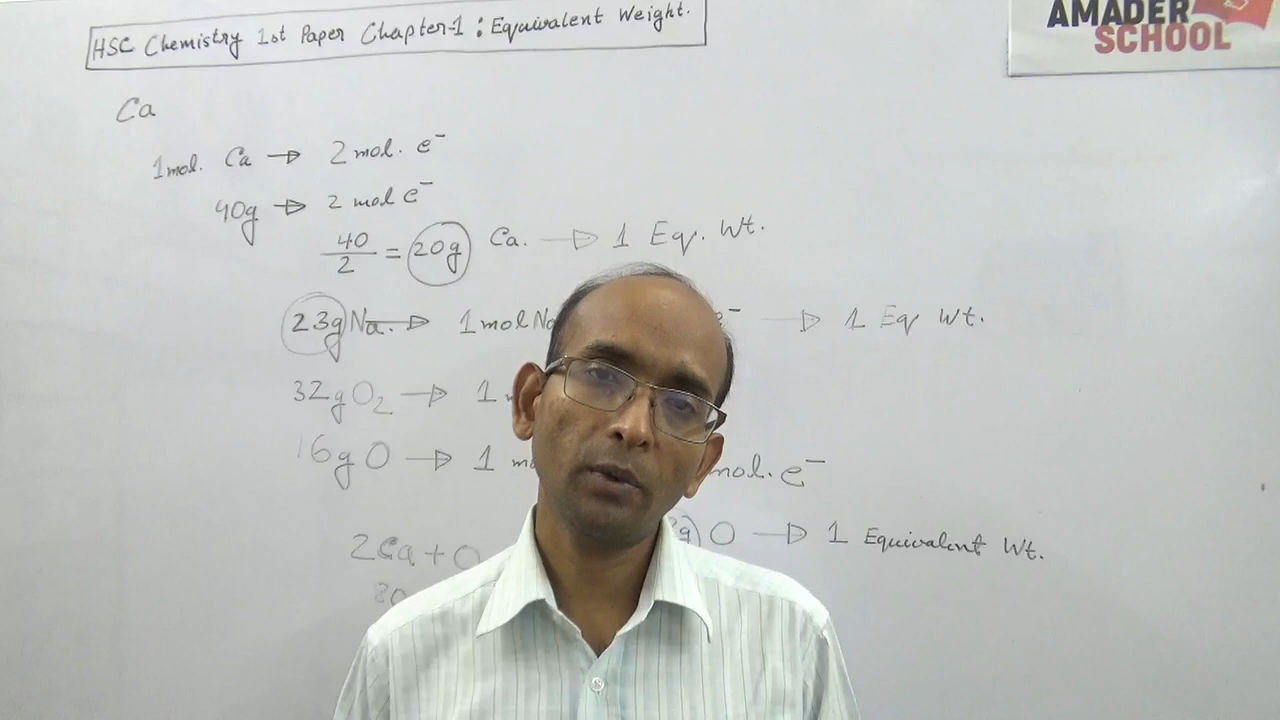 HSC Chemistry 1st Paper Chapter-1 : Equivalent Weight.
AMADER
SCHOOL
Ca
1mol. Ca → 2 mol. e⁻
40g → 2 mol e⁻
40/2 = 20g Ca. → 1 Eq. Wt.
23g Na. → 1 mol Na e⁻ → 1 Eq Wt.
32g O₂ → 1
16g O → 1 mol. e⁻
O → 1 Equivalent Wt.
2Ca + O